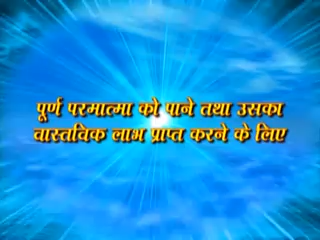 पूर्ण परमात्मा को पाने तथा उसका
वास्तविक लाभ प्राप्त करने के लिए